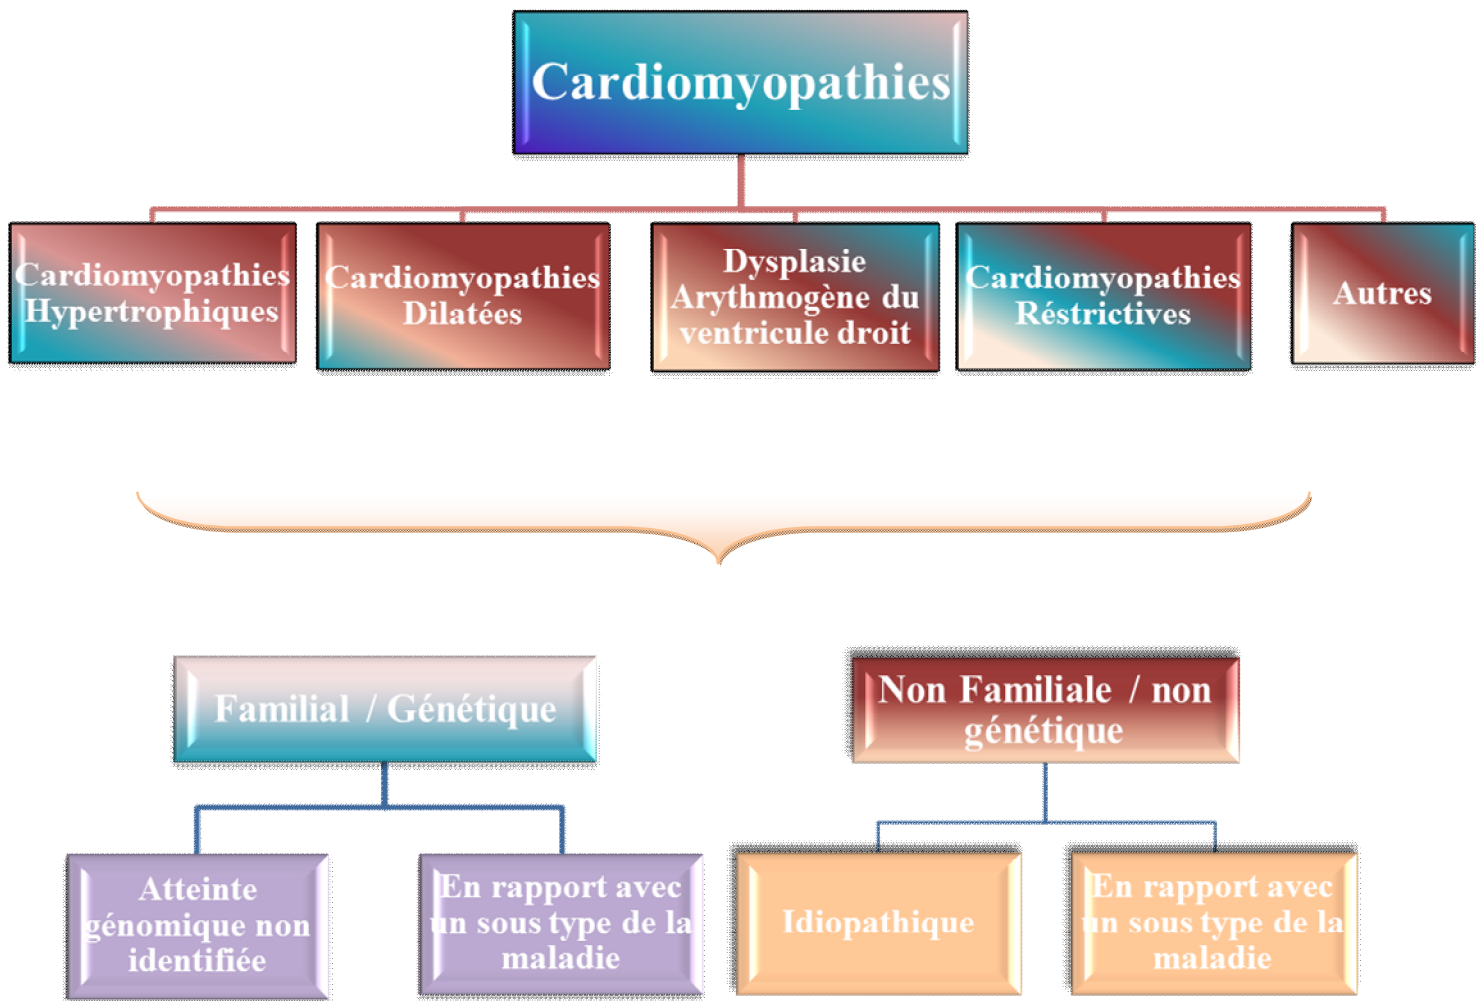 Cardiomyopathies
Cardiomyopathies
Hypertrophiques
Cardiomyopathies
Dilatées
Dysplasie
Arythmogène du
ventricule droit
Cardiomyopathies
Réstrictives
Autres
Familial / Génétique
Non Familiale / non
génétique
Atteinte
génomique non
identifiée
En rapport avec
un sous type de la
maladie
Idiopathique
En rapport avec
un sous type de la
maladie